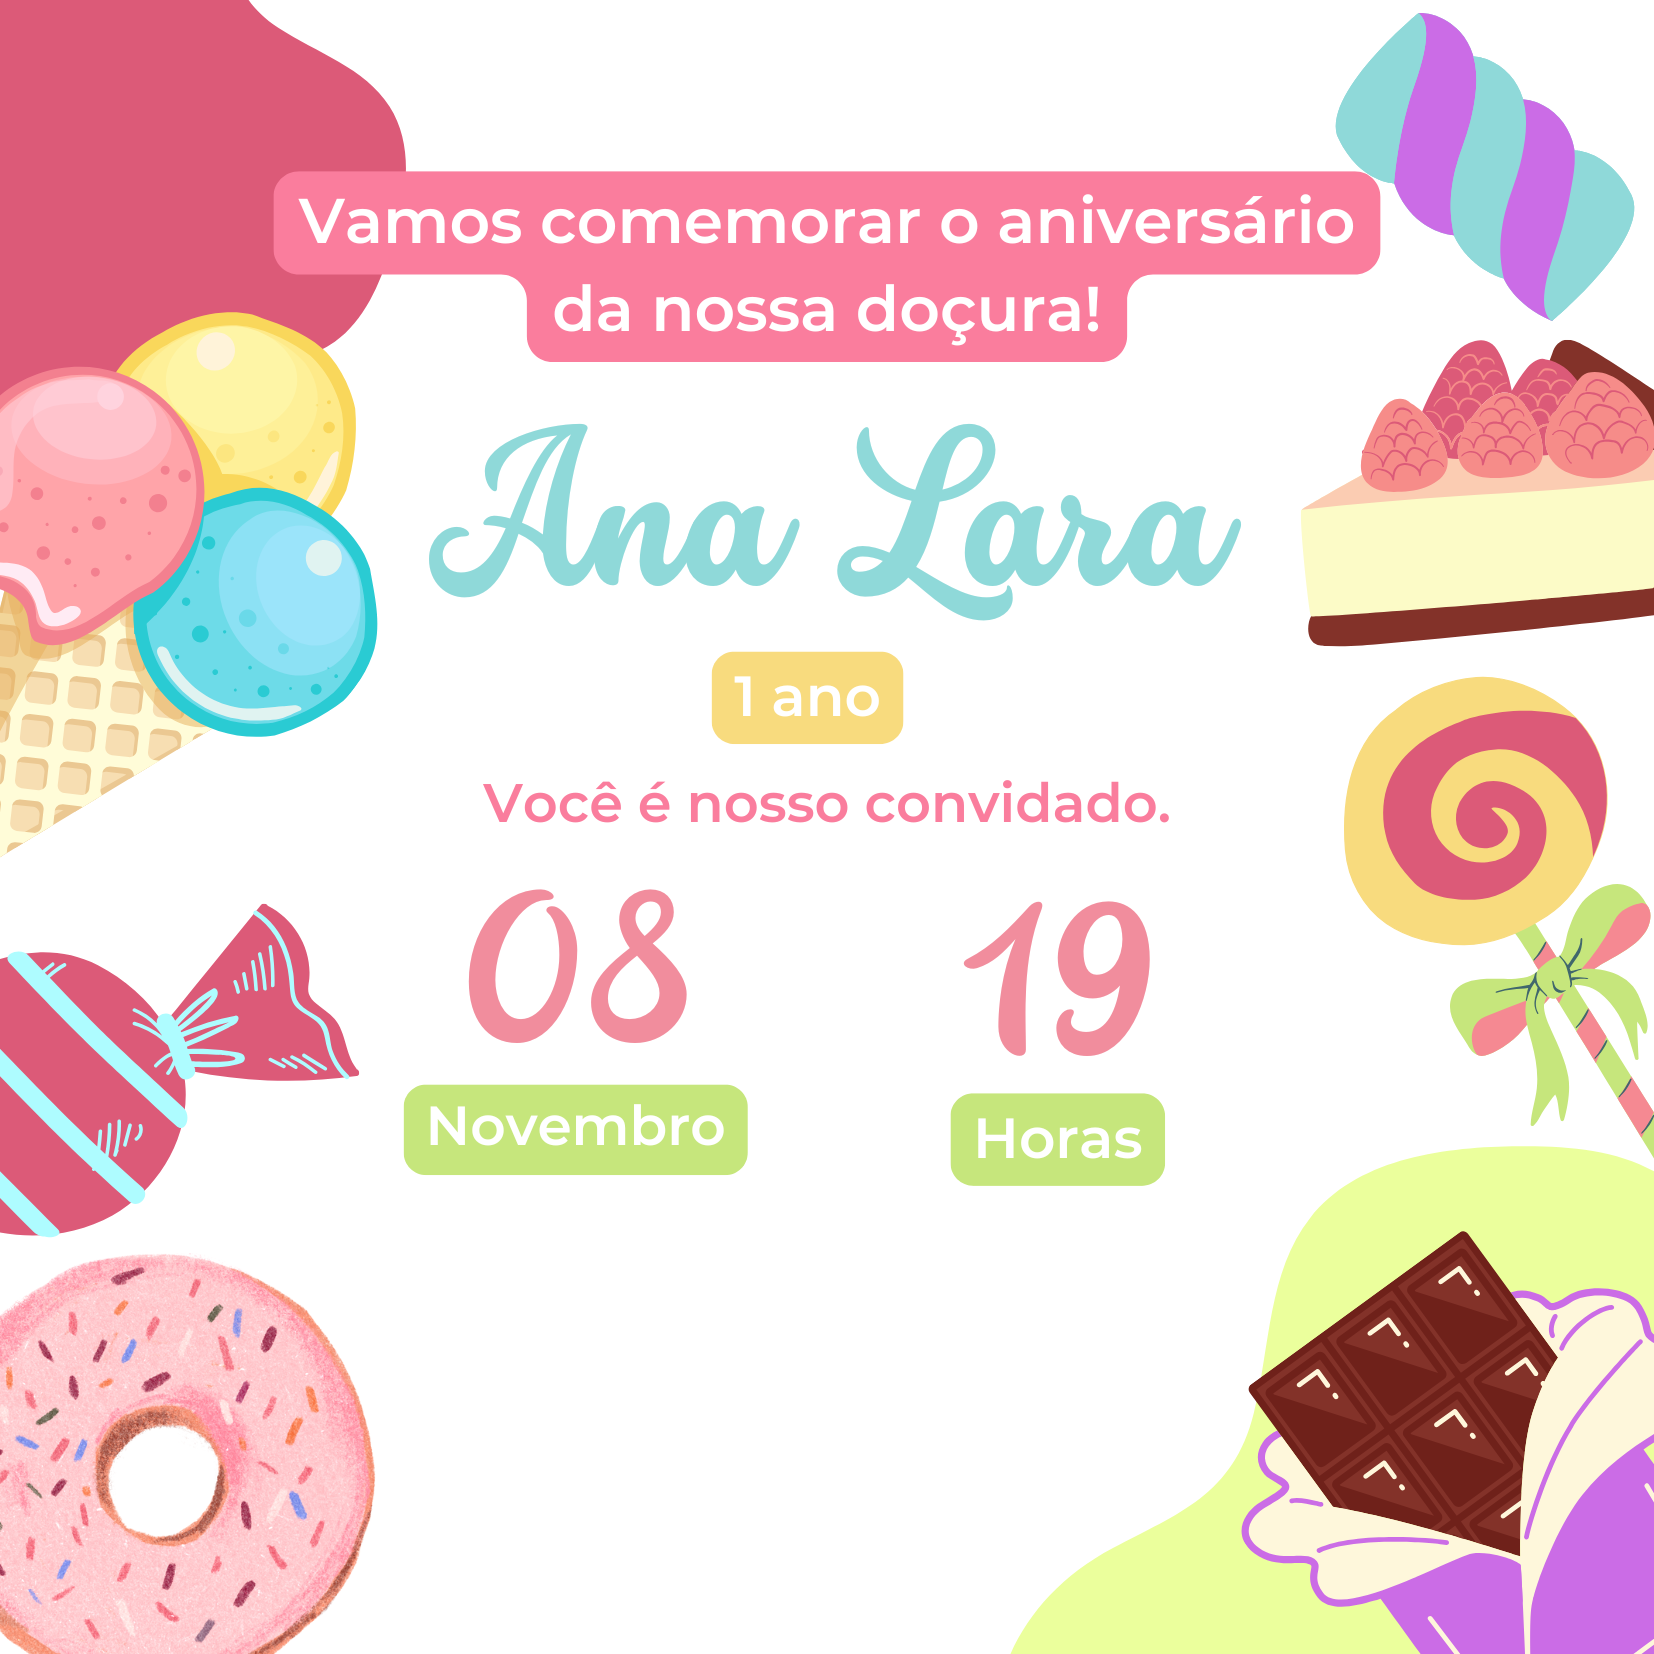 Vamos comemorar o aniversário
da nossa doçura!
Ana Lara
1 ano
Você é nosso convidado.
08
Novembro
19
Horas